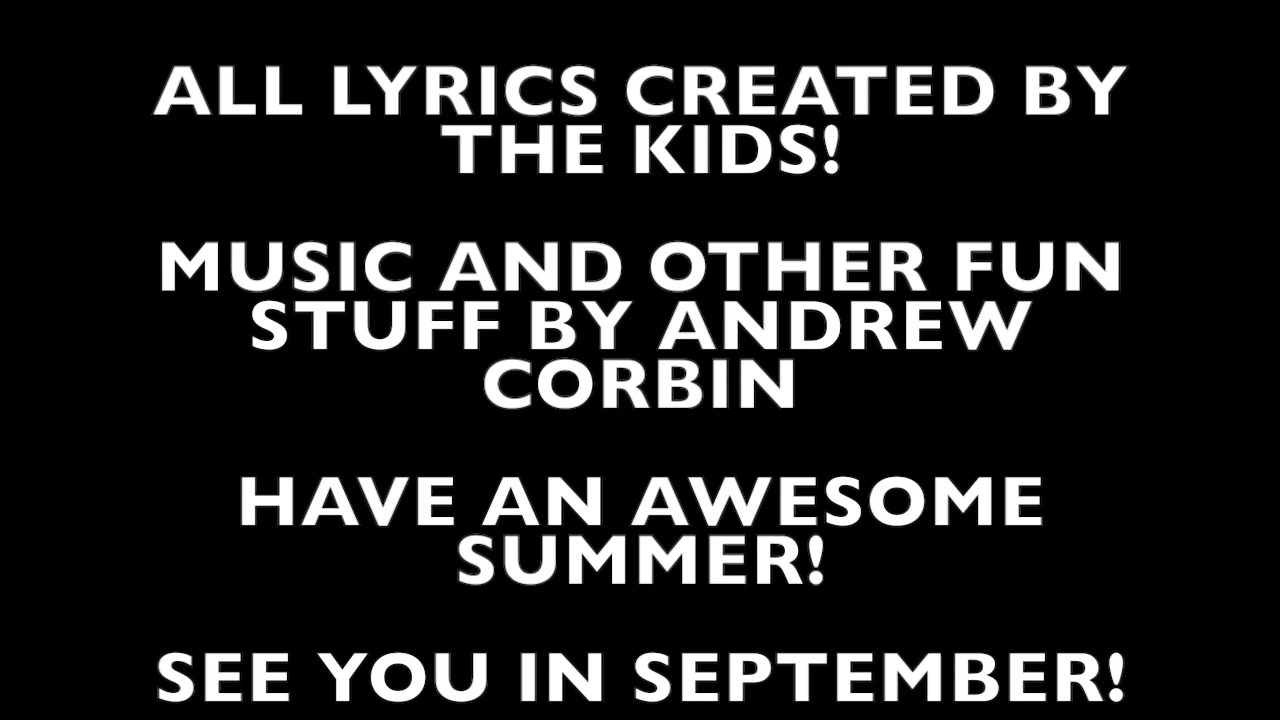 ALL LYRICS CREATED BY
THE KIDS!
MUSIC AND OTHER FUN
STUFF BY ANDREW
CORBIN
HAVE AN AWESOME
SUMMER!
SEE YOU IN SEPTEMBER!